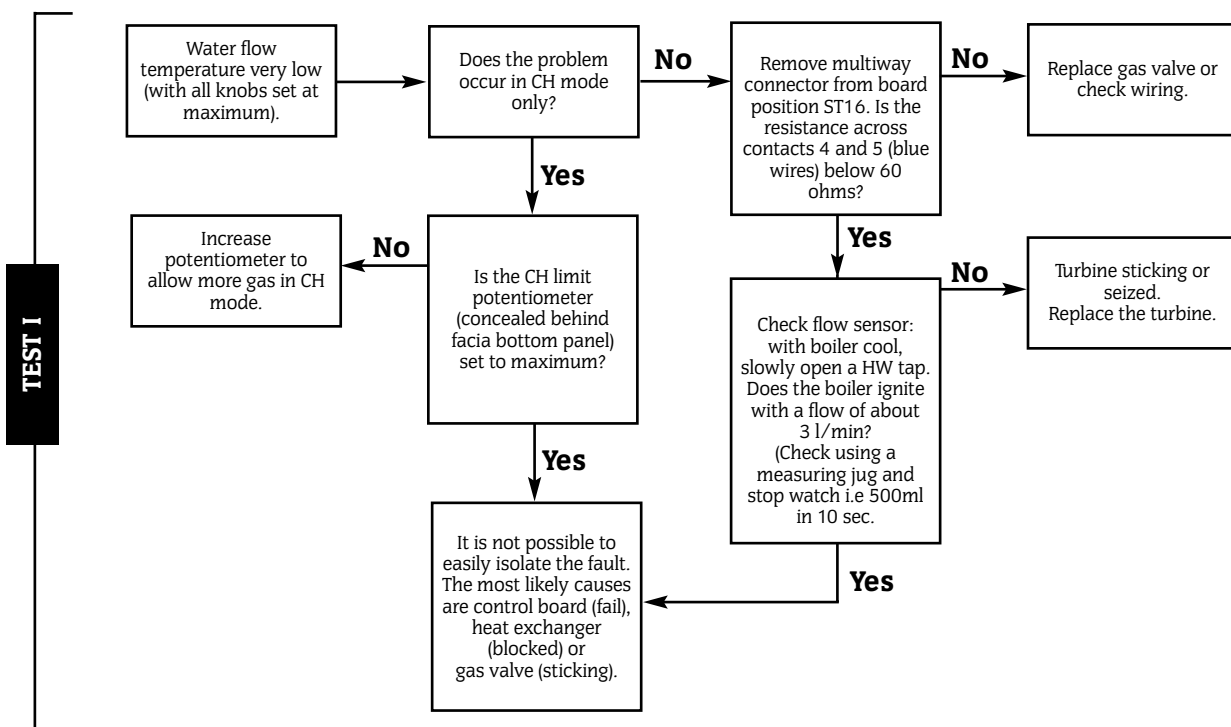 TEST I
Water flow
temperature very low
(with all knobs set at
maximum).
Does the problem
occur in CH mode
only?
No
Remove multiway
connector from board
position ST16. Is the
resistance across
contacts 4 and 5 (blue
wires) below 60
ohms?
No
Replace gas valve or
check wiring.
Yes
Yes
Increase
potentiometer to
allow more gas in CH
mode.
No
Is the CH limit
potentiometer
(concealed behind
facia bottom panel)
set to maximum?
Check flow sensor:
with boiler cool,
slowly open a HW tap.
Does the boiler ignite
with a flow of about
3 l/min?
(Check using a
measuring jug and
stop watch i.e 500ml
in 10 sec.
No
Turbine sticking or
seized.
Replace the turbine.
Yes
Yes
It is not possible to
easily isolate the fault.
The most likely causes
are control board (fail),
heat exchanger
(blocked) or
gas valve (sticking).